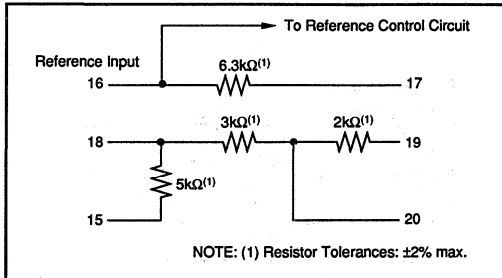 To Reference Control Circuit
Reference Input
6.3kΩ(1)
16
17
3kΩ(1)
2kΩ(1)
18
19
5kΩ(1)
15
20
NOTE: (1) Resistor Tolerances: ±2% max.